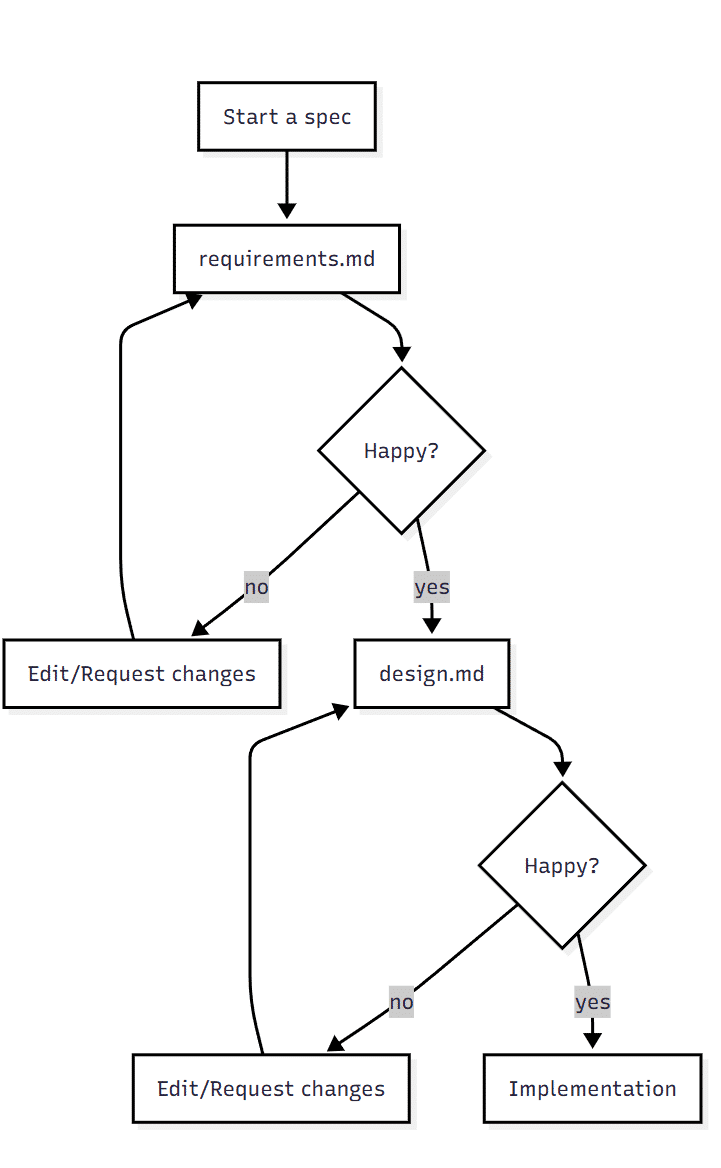 Start a spec
requirements.md
Happy?
no
yes
Edit/Request changes
design.md
Happy?
no
yes
Edit/Request changes
Implementation